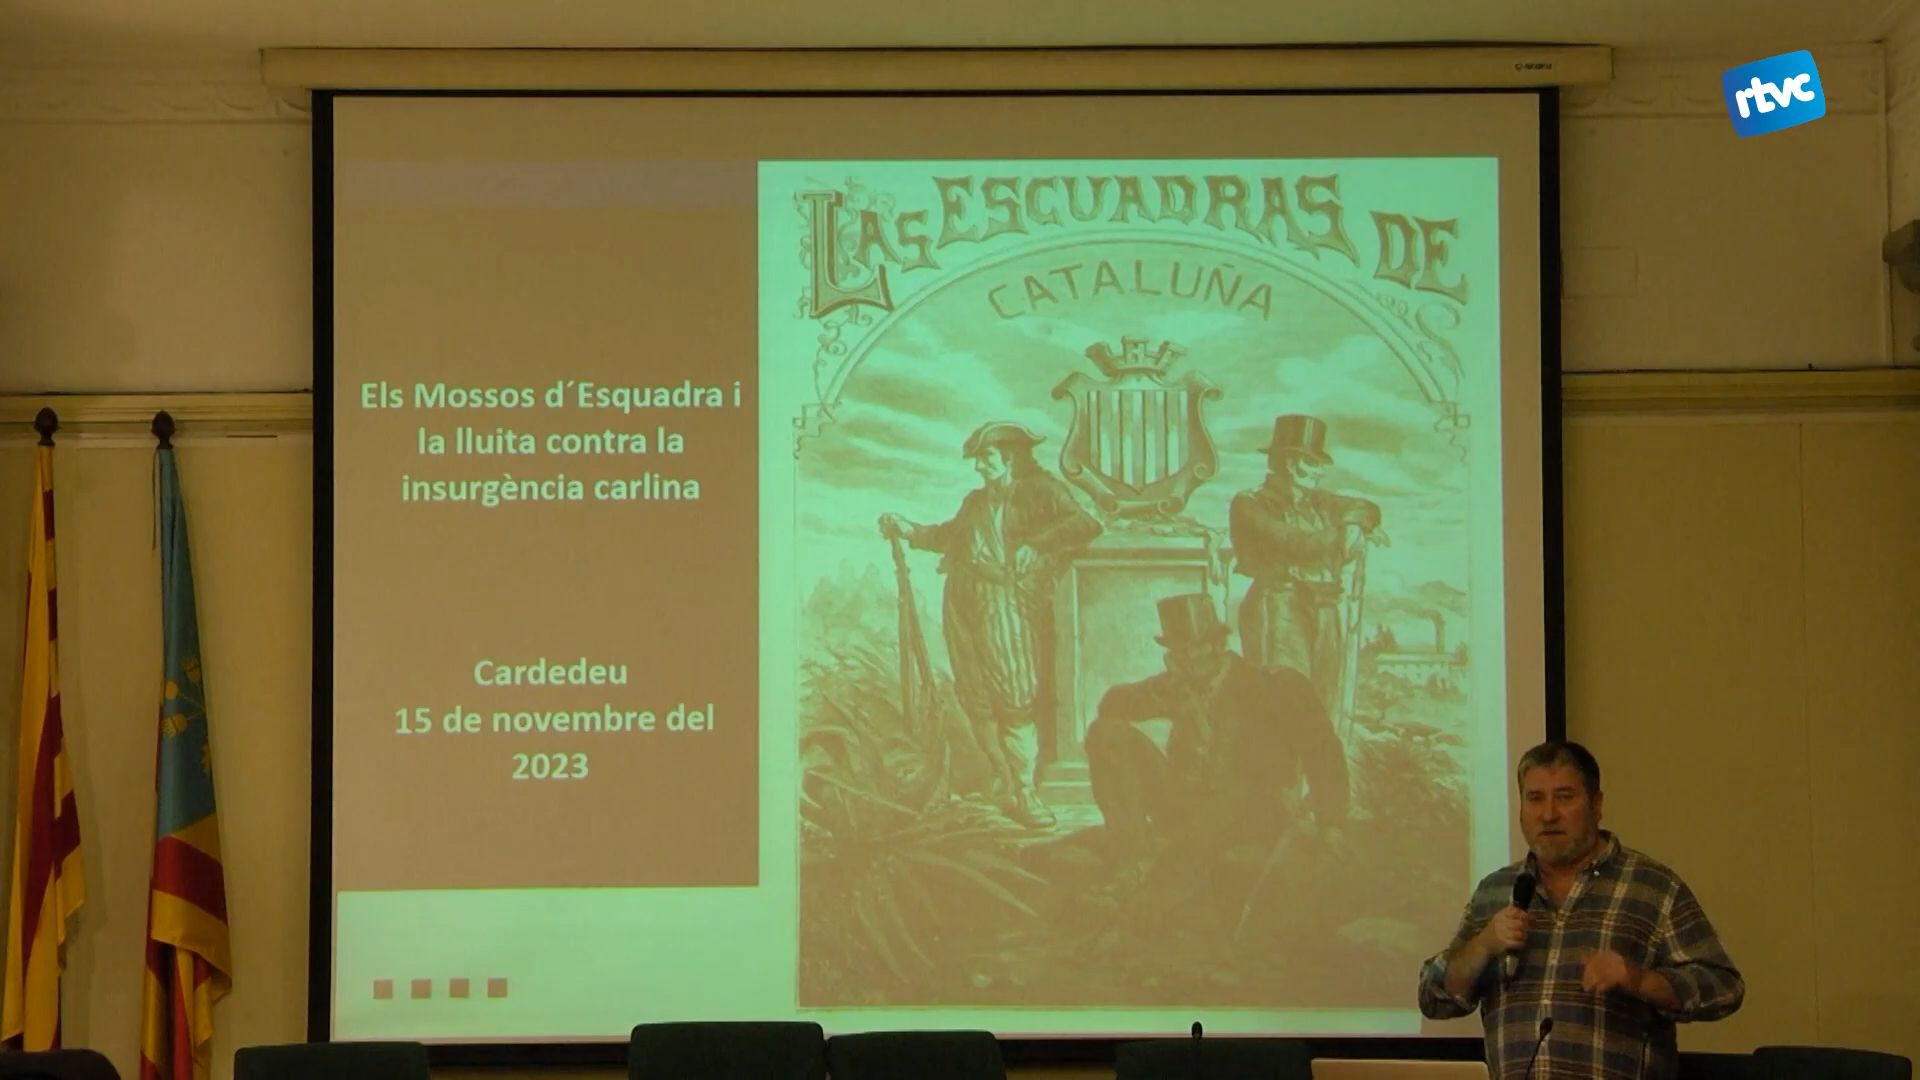 rtvc
LAS ESCUADRAS DE
CATALUÑA
Els Mossos d´Esquadra i
la lluita contra la
insurgència carlina
Cardedeu
15 de novembre del
2023